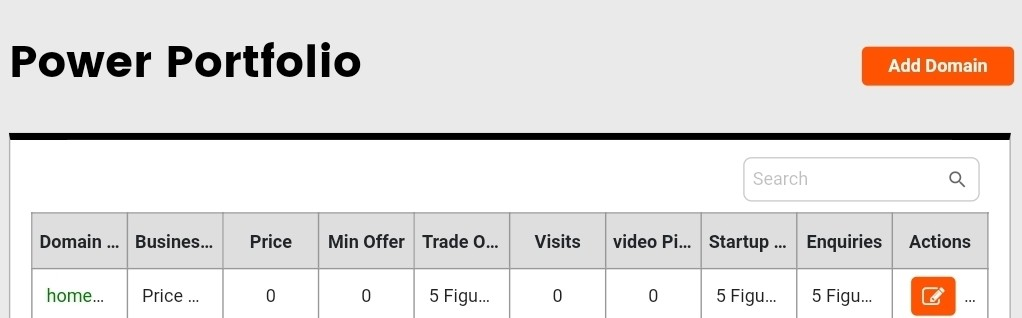 Power Portfolio
Add Domain
Search
Domain ... Busines... Price Min Offer Trade O... Visits video Pi... Startup ... Enquiries Actions
home... Price ... 0 0 5 Figu... 0 0 5 Figu... 5 Figu... ...